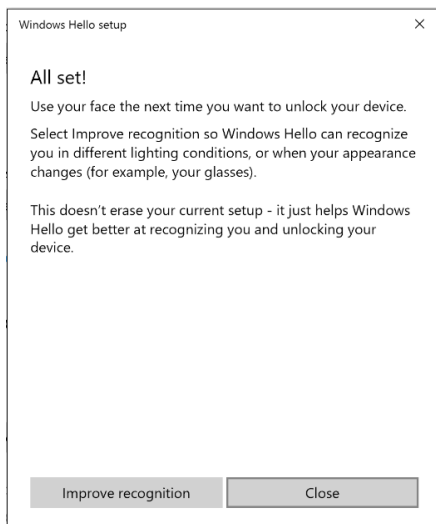 Windows Hello setup
All set!
Use your face the next time you want to unlock your device.
Select Improve recognition so Windows Hello can recognize
you in different lighting conditions, or when your appearance
changes (for example, your glasses).
This doesn't erase your current setup - it just helps Windows
Hello get better at recognizing you and unlocking your
device.
Improve recognition
Close